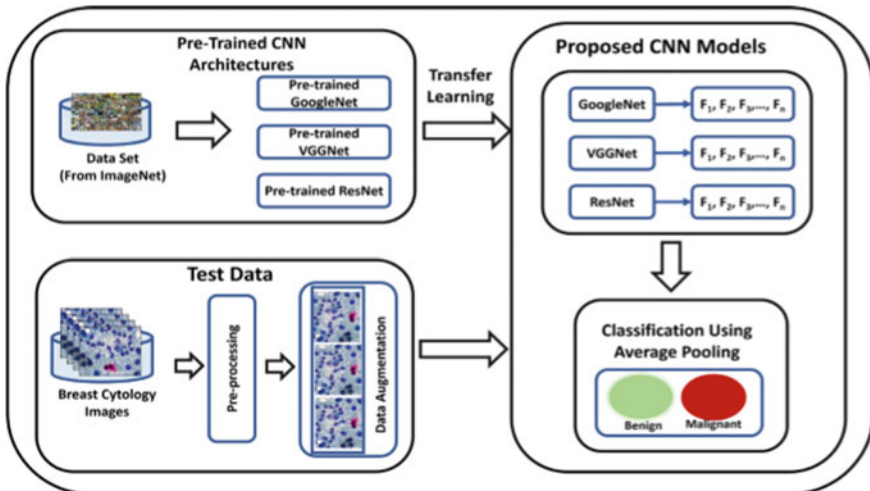 Pre-Trained CNN
Architectures
Data Set
(From ImageNet)
Pre-trained
GoogleNet
Pre-trained
VGGNet
Pre-trained ResNet
Transfer
Learning
Test Data
Breast Cytology
Images
Pre-processing
Data Augmentation
Proposed CNN Models
GoogleNet
F₁, F₂, F₃,..., Fₙ
VGGNet
F₁, F₂, F₃,..., Fₙ
ResNet
F₁, F₂, F₃,..., Fₙ
Classification Using
Average Pooling
Benign
Malignant